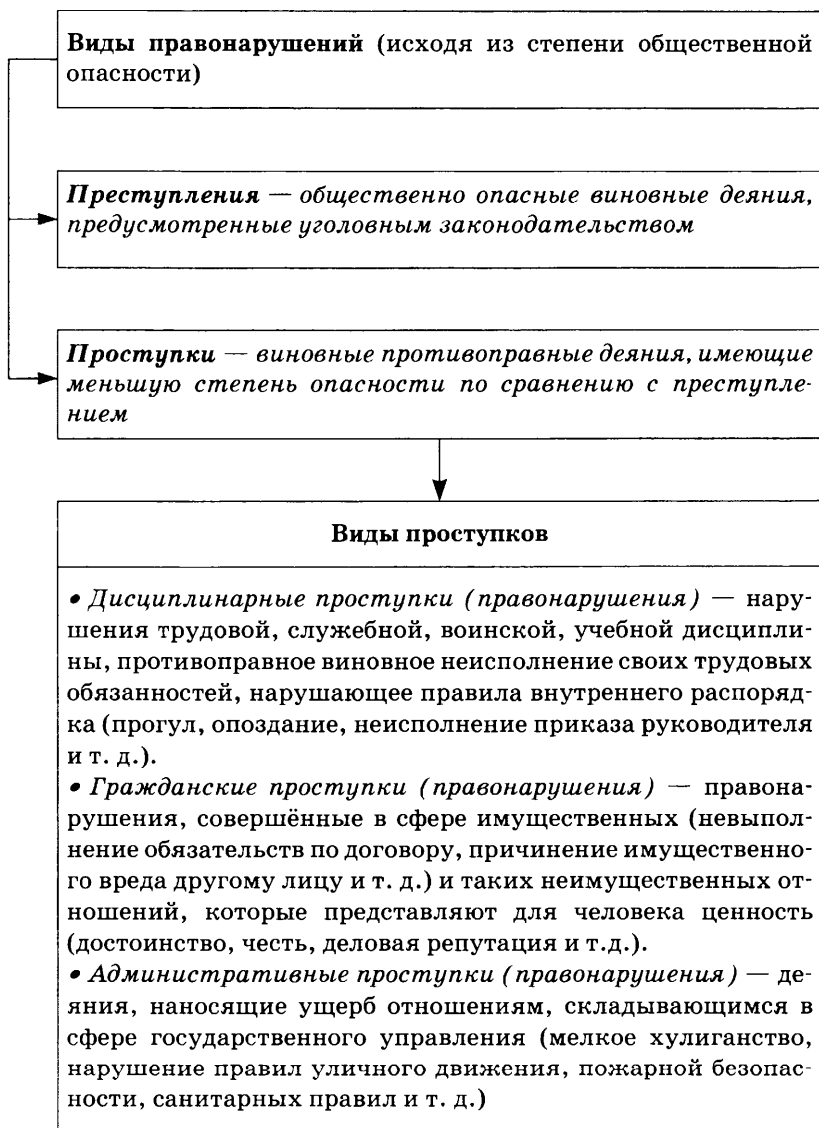 Виды правонарушений (исходя из степени общественной
опасности)
Преступления — общественно опасные виновные деяния,
предусмотренные уголовным законодательством
Проступки — виновные противоправные деяния, имеющие
меньшую степень опасности по сравнению с преступле-
нием
Виды проступков
• Дисциплинарные проступки (правонарушения) — нару-
шения трудовой, служебной, воинской, учебной дисципли-
ны, противоправное виновное неисполнение своих трудовых
обязанностей, нарушающее правила внутреннего распоряд-
ка (прогул, опоздание, неисполнение приказа руководителя
и т. д.).
• Гражданские проступки (правонарушения) — правона-
рушения, совершённые в сфере имущественных (невыпол-
нение обязательств по договору, причинение имущественно-
го вреда другому лицу и т. д.) и таких неимущественных от-
ношений, которые представляют для человека ценность
(достоинство, честь, деловая репутация и т.д.).
• Административные проступки (правонарушения) — де-
яния, наносящие ущерб отношениям, складывающимся в
сфере государственного управления (мелкое хулиганство,
нарушение правил уличного движения, пожарной безопас-
ности, санитарных правил и т. д.)